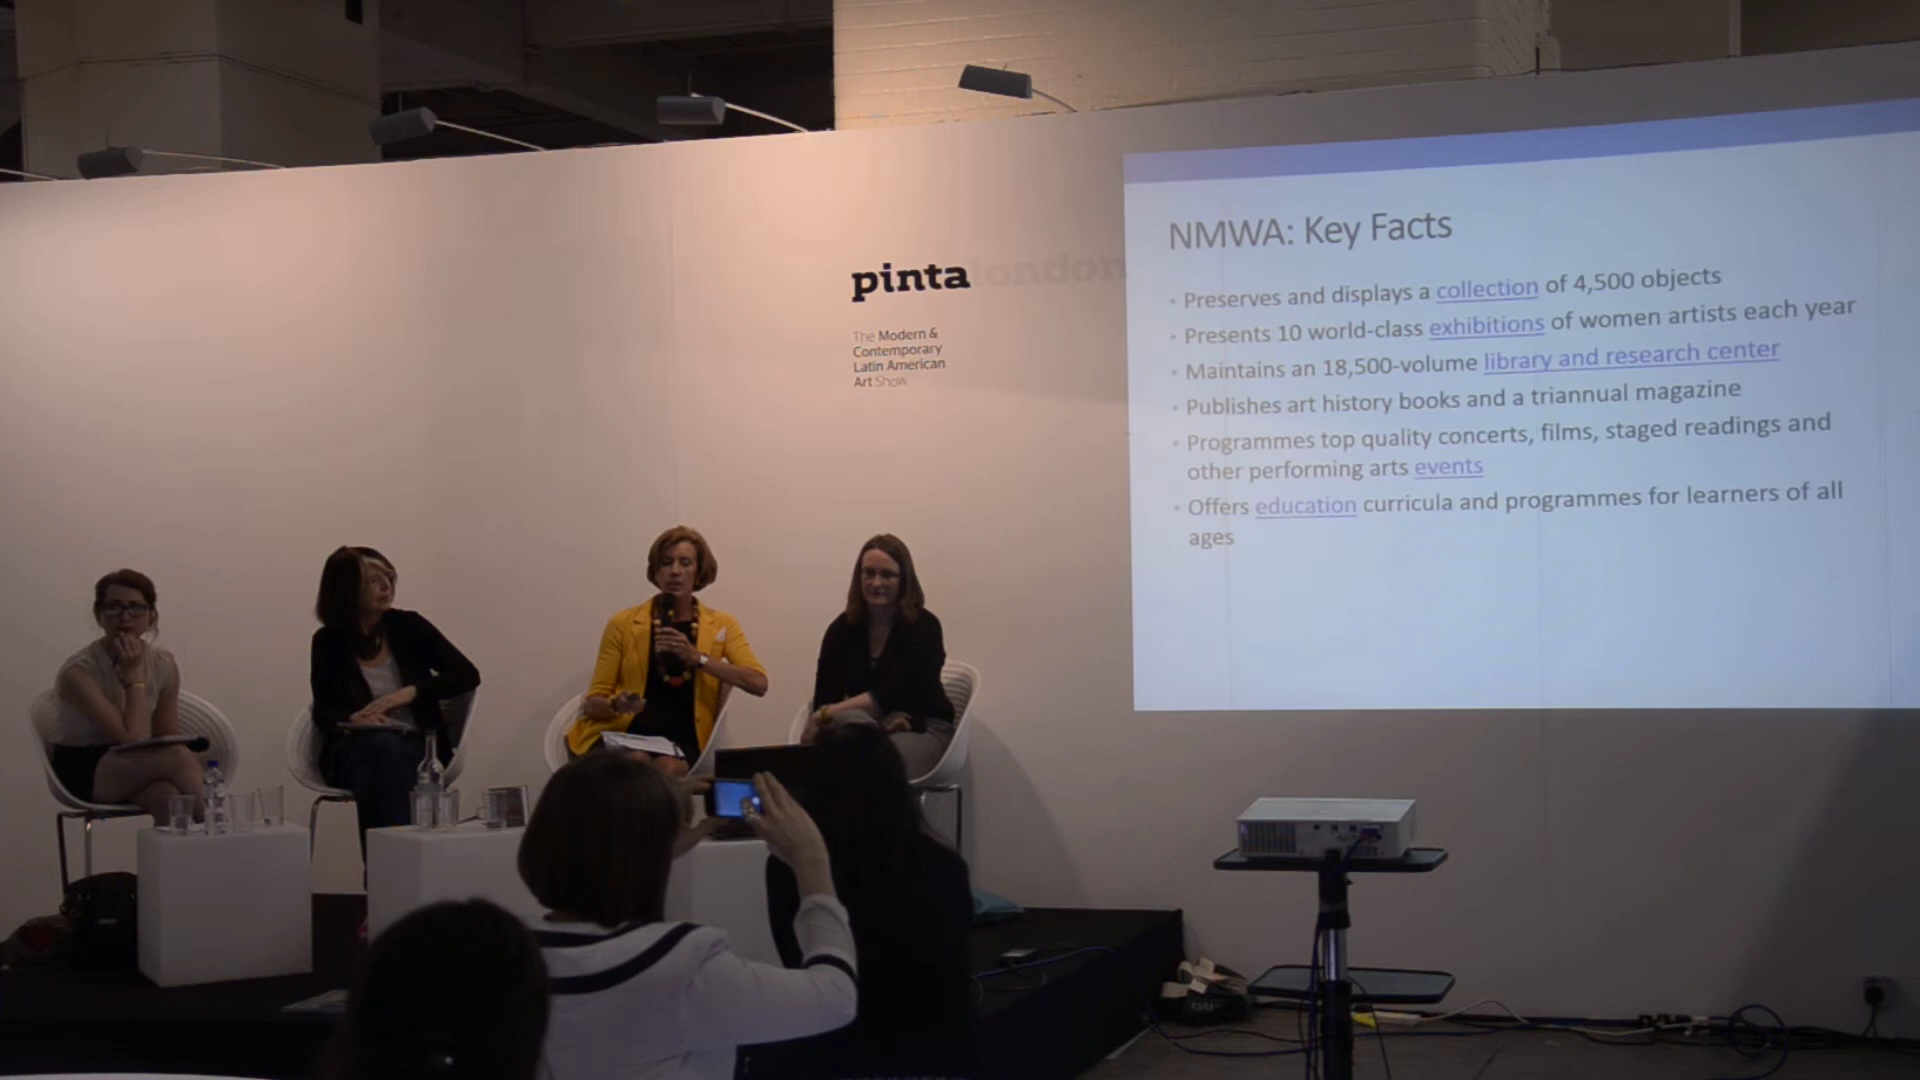 pinta london
The Modern &
Contemporary
Latin American
Art Show
NMWA: Key Facts
• Preserves and displays a collection of 4,500 objects
• Presents 10 world-class exhibitions of women artists each year
• Maintains an 18,500-volume library and research center
• Publishes art history books and a triannual magazine
• Programmes top quality concerts, films, staged readings and
other performing arts events
• Offers education curricula and programmes for learners of all
ages